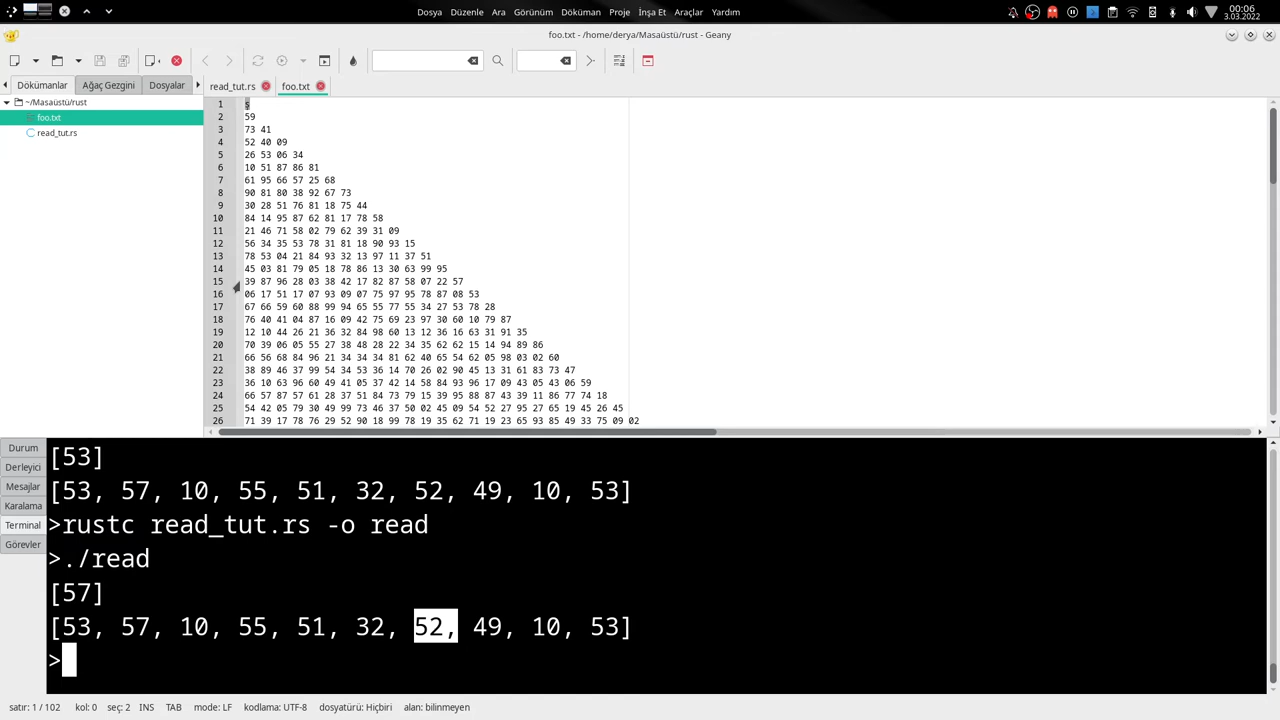 Dosya Düzenle Ara Görünüm Döküman Proje İnşa Et Araçlar Yardım
00:06
3.03.2022
foo.txt - /home/derya/Masaüstü/rust - Geany
Dökümanlar Ağaç Gezgini Dosyalar
read_tut.rs foo.txt
~/Masaüstü/rust
foo.txt
read_tut.rs
1 s
2 59
3 73 41
4 52 40 09
5 26 53 06 34
6 10 51 87 86 81
7 61 95 66 57 25 68
8 90 81 80 38 92 67 73
9 30 28 51 76 81 18 75 44
10 84 14 95 87 62 81 17 78 58
11 21 46 71 58 02 79 62 39 31 09
12 56 34 35 53 78 31 81 18 90 93 15
13 78 53 04 21 84 93 32 13 97 11 37 51
14 45 03 81 79 05 18 78 86 13 30 63 99 95
15 39 87 96 28 03 38 42 17 82 87 58 07 22 57
16 06 17 51 17 07 93 09 07 75 97 95 78 87 08 53
17 67 66 59 60 88 99 94 65 55 77 55 34 27 53 78 28
18 76 40 41 04 87 16 09 42 75 69 23 97 30 60 10 79 87
19 12 10 44 26 21 36 32 84 98 60 13 12 36 16 63 31 91 35
20 70 39 06 05 55 27 38 48 28 22 34 35 62 62 15 14 94 89 86
21 66 56 68 84 96 21 34 34 34 81 62 40 65 54 62 05 98 03 02 60
22 38 89 46 37 99 54 34 53 36 14 70 26 02 90 45 13 31 61 83 73 47
23 36 10 63 96 60 49 41 05 37 42 14 58 84 93 96 17 09 43 05 43 06 59
24 66 57 87 57 61 28 37 51 84 73 79 15 39 95 88 87 43 39 11 86 77 74 18
25 54 42 05 79 30 49 99 73 46 37 50 02 45 09 54 52 27 95 27 65 19 45 26 45
26 71 39 17 78 76 29 52 90 18 99 78 19 35 62 71 19 23 65 93 85 49 33 75 09 02
Durum
Derleyici
Mesajlar
Karalama
Terminal
Görevler
[53]
[53, 57, 10, 55, 51, 32, 52, 49, 10, 53]
>rustc read_tut.rs -o read
>./read
[57]
[53, 57, 10, 55, 51, 32, 52, 49, 10, 53]
>
satır: 1 / 102 kol: 0 seç: 2 INS TAB mode: LF kodlama: UTF-8 dosyatürü: Hiçbiri alan: bilinmeyen